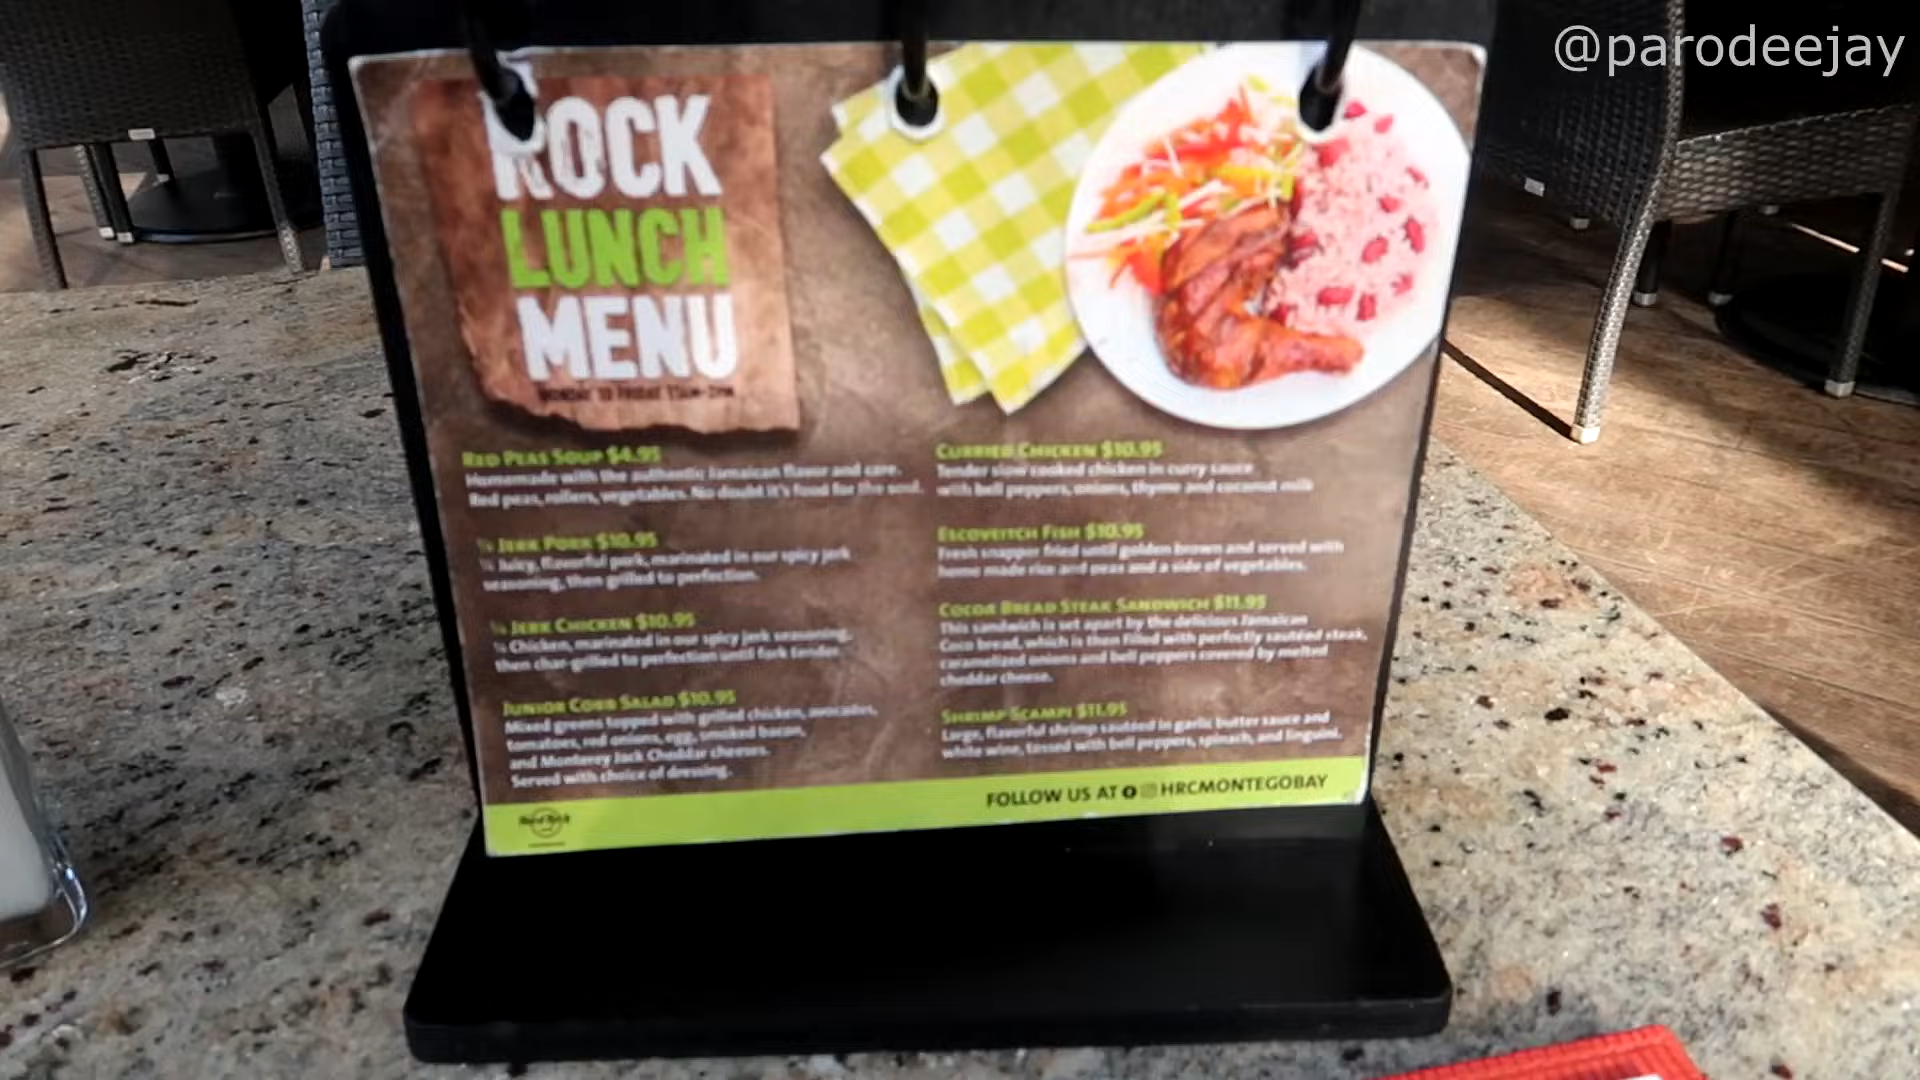 @parodeejay
ROCK
LUNCH
MENU
MONDAY TO FRIDAY 11AM-2PM
RED PEAS SOUP $4.95
Homemade with the authentic Jamaican flavor and care.
Red peas, rollers, vegetables. No doubt it's food for the soul.
¼ JERK PORK $10.95
¼ Juicy, flavorful pork, marinated in our spicy jerk
seasoning, then grilled to perfection.
¼ JERK CHICKEN $10.95
¼ Chicken, marinated in our spicy jerk seasoning,
then char-grilled to perfection until fork tender.
JUNIOR COBB SALAD $10.95
Mixed greens topped with grilled chicken, avocados,
tomatoes, red onions, egg, smoked bacon,
and Monterey Jack Cheddar cheeses.
Served with choice of dressing.
CURRIED CHICKEN $10.95
Tender slow cooked chicken in curry sauce
with bell peppers, onions, thyme and coconut milk
ESCOVEITCH FISH $10.95
Fresh snapper fried until golden brown and served with
home made rice and peas and a side of vegetables.
COCOA BREAD STEAK SANDWICH $11.95
This sandwich is set apart by the delicious Jamaican
Coco bread, which is then filled with perfectly sautéed steak,
caramelized onions and bell peppers covered by melted
cheddar cheese.
SHRIMP SCAMPI $11.95
Large, flavorful shrimp sautéed in garlic butter sauce and
white wine, tossed with bell peppers, spinach, and linguini.
FOLLOW US AT HRCMONTEGOBAY
Hard Rock